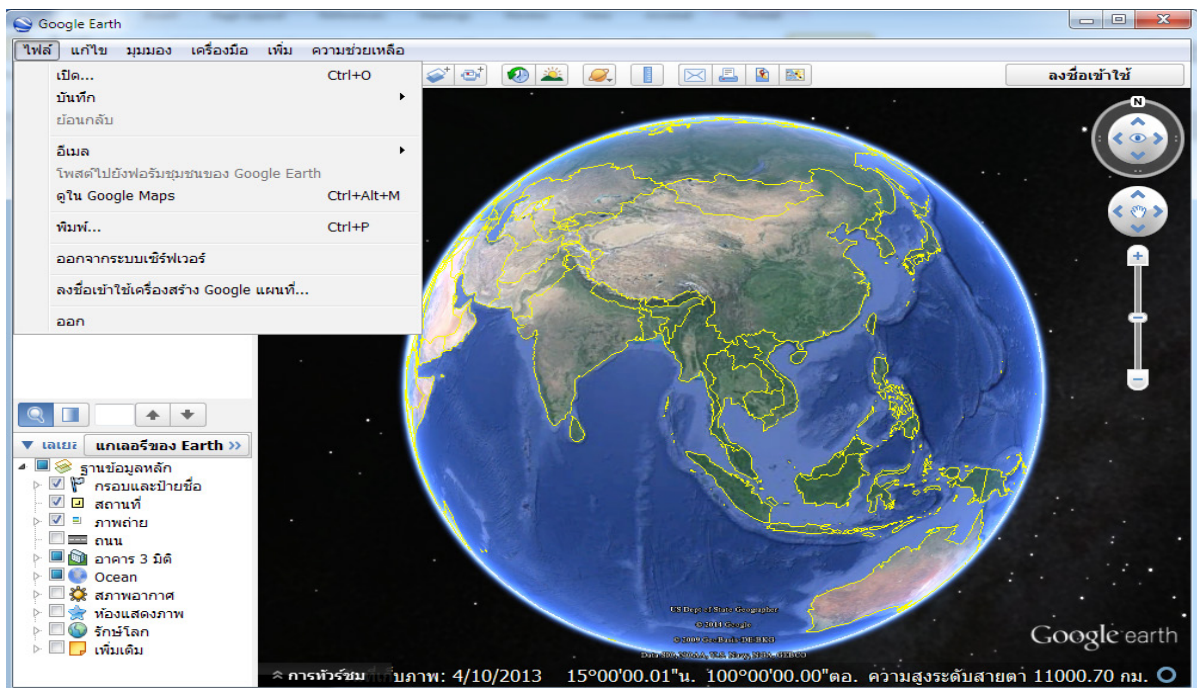 Google Earth
ไฟล์ แก้ไข มุมมอง เครื่องมือ เพิ่ม ความช่วยเหลือ
เปิด... Ctrl+O
บันทึก
ย้อนกลับ
อีเมล
โพสต์ไปยังฟอรัมชุมชนของ Google Earth
ดูใน Google Maps Ctrl+Alt+M
พิมพ์... Ctrl+P
ออกจากระบบเซิร์ฟเวอร์
ลงชื่อเข้าใช้เครื่องสร้าง Google แผนที่...
ออก
ลงชื่อเข้าใช้
N
แกเลอรีของ Earth >>
ฐานข้อมูลหลัก
กรอบและป้ายชื่อ
สถานที่
ภาพถ่าย
ถนน
อาคาร 3 มิติ
Ocean
สภาพอากาศ
ห้องแสดงภาพ
รักษ์โลก
เพิ่มเติม
US Dept of State Geographer
© 2014 Google
© 2009 GeoBasis-DE/BKG
Data SIO, NOAA, U.S. Navy, NGA, GEBCO
Google earth
การทัวร์ชม บภาพ: 4/10/2013 15°00'00.01"น. 100°00'00.00"ตอ. ความสูงระดับสายตา 11000.70 กม.